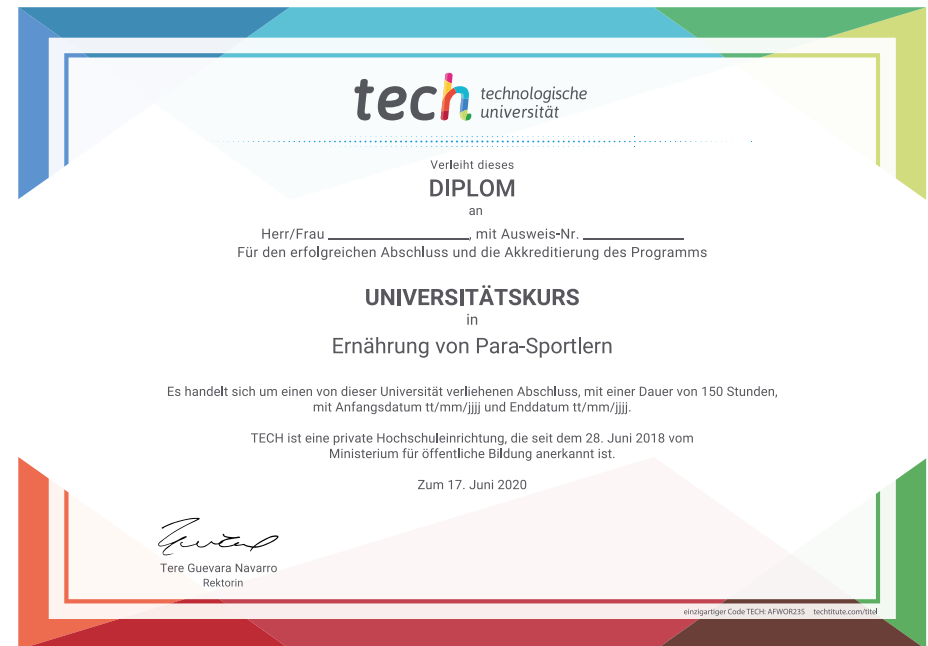 tech technologische
universität
Verleiht dieses
DIPLOM
an
Herr/Frau ____________________, mit Ausweis-Nr. ______________
Für den erfolgreichen Abschluss und die Akkreditierung des Programms
UNIVERSITÄTSKURS
in
Ernährung von Para-Sportlern
Es handelt sich um einen von dieser Universität verliehenen Abschluss, mit einer Dauer von 150 Stunden,
mit Anfangsdatum tt/mm/jjjj und Enddatum tt/mm/jjjj.
TECH ist eine private Hochschuleinrichtung, die seit dem 28. Juni 2018 vom
Ministerium für öffentliche Bildung anerkannt ist.
Zum 17. Juni 2020
Tere Guevara Navarro
Rektorin
einzigartiger Code TECH: AFWOR23S techtitute.com/titel